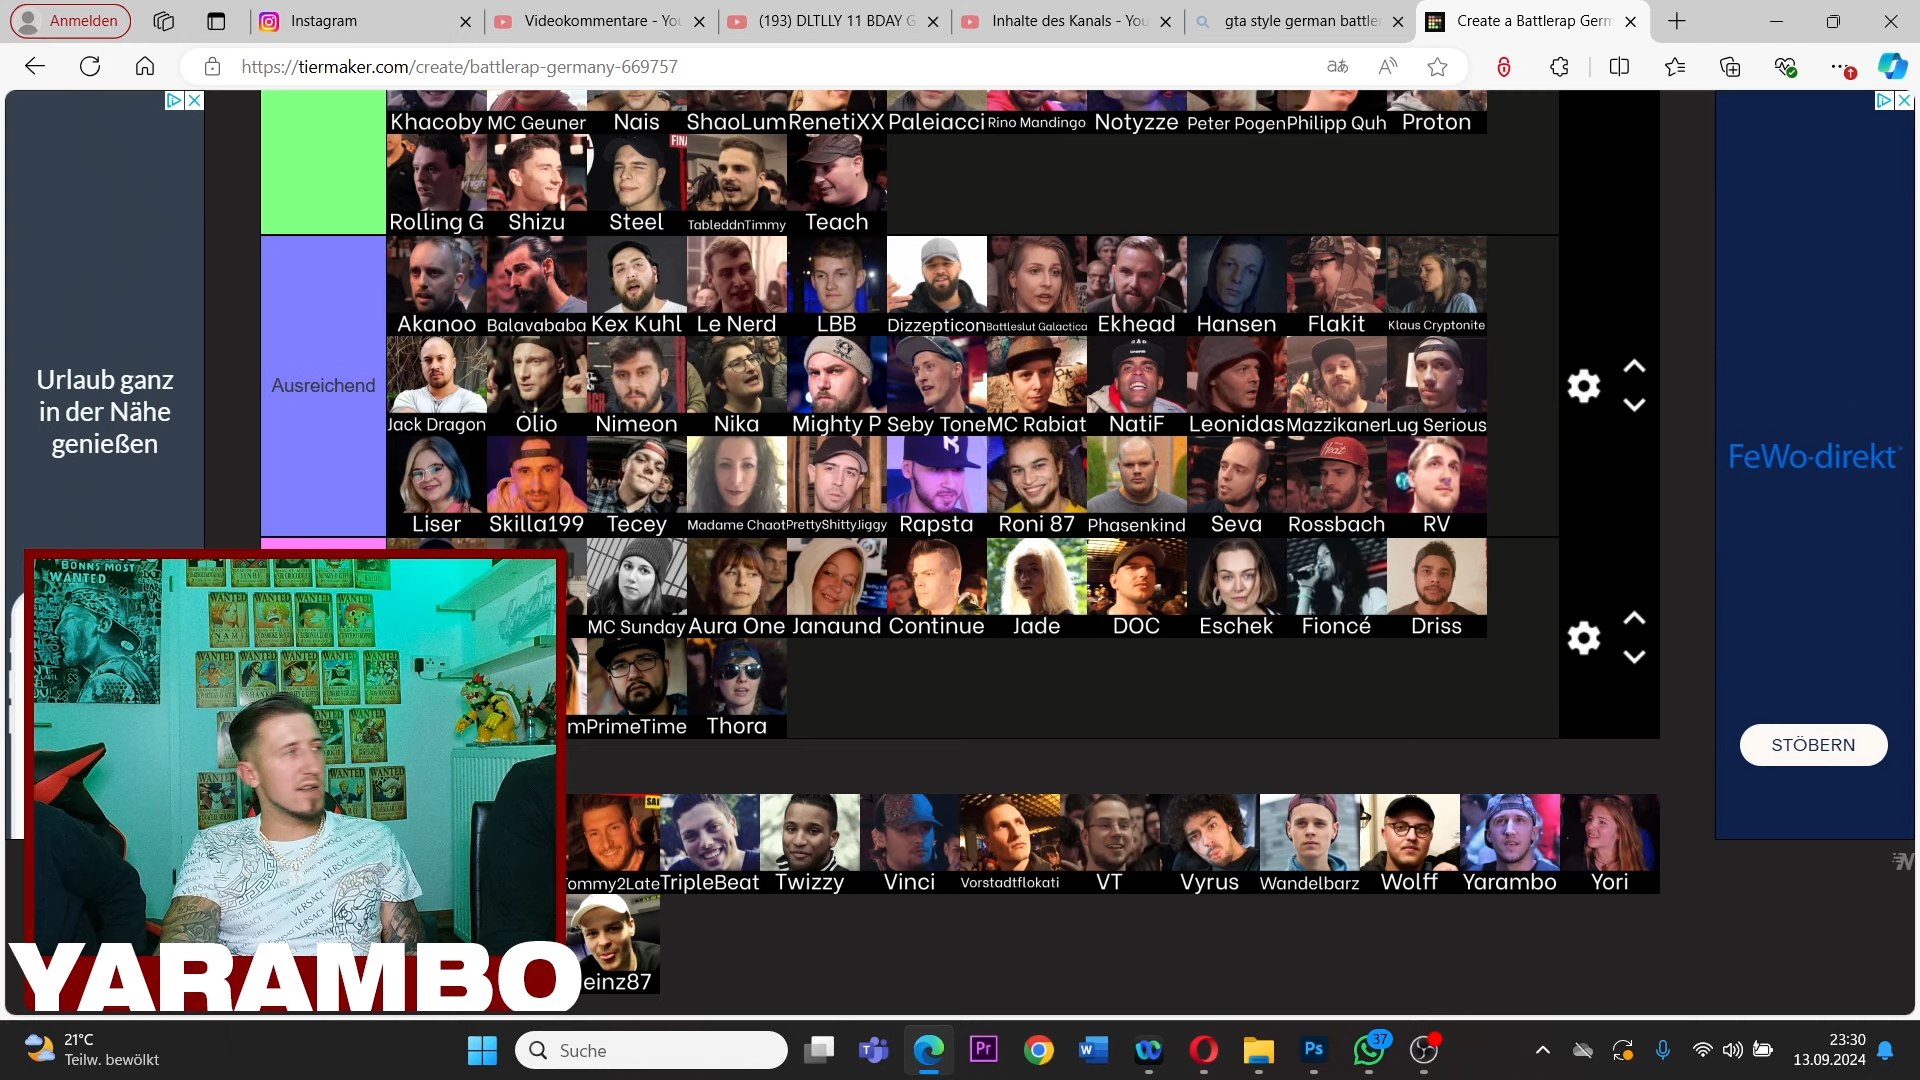 Anmelden
Instagram
Videokommentare - You
(193) DLTLLY 11 BDAY G
Inhalte des Kanals - You
gta style german battler
Create a Battlerap Germ
https://tiermaker.com/create/battlerap-germany-669757
Khacoby MC Geuner Nais ShaoLum RenetiXX Paleiacci Rino Mandingo Notyzze Peter Pogen Philipp Quh Proton
Rolling G Shizu Steel TableddnTimmy Teach
Akanoo Balavababa Kex Kuhl Le Nerd LBB Dizzepticon Battleslut Galactica Ekhead Hansen Flakit Klaus Cryptonite
Ausreichend
Jack Dragon Olio Nimeon Nika Mighty P Seby Tone MC Rabiat NatiF Leonidas Mazzikaner Lug Serious
Liser Skilla199 Tecey Madame Chaot PrettyShittyJiggy Rapsta Roni 87 Phasenkind Seva Rossbach RV
MC Sunday Aura One Janaund Continue Jade DOC Eschek Fioncé Driss
m PrimeTime Thora
ommy2Late TripleBeat Twizzy Vinci Vorstadtflokati VT Vyrus Wandelbarz Wolff Yarambo Yori
einz87
Urlaub ganz
in der Nähe
genießen
FeWo-direkt
STÖBERN
BONNS MOST
WANTED
YARAMBO
21°C
Teilw. bewölkt
Suche
37
23:30
13.09.2024